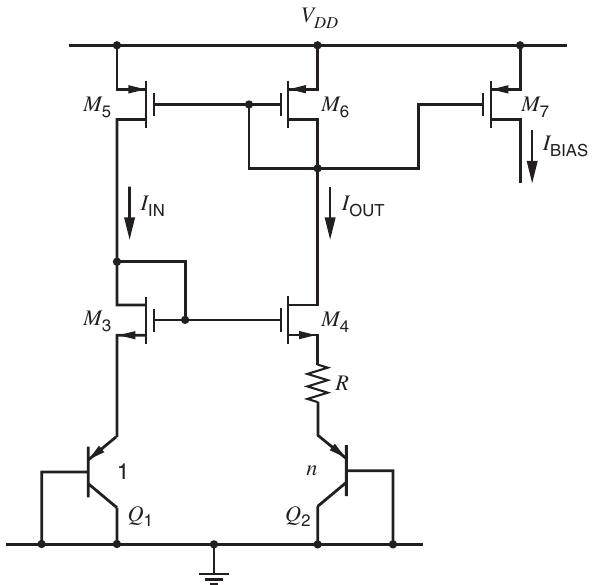 V_DD
M_5
M_6
M_7
I_BIAS
I_IN
I_OUT
M_3
M_4
R
1
n
Q_1
Q_2